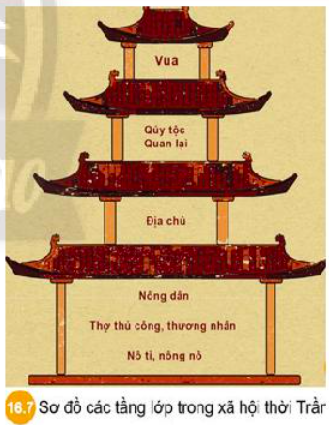 Vua
Qúy tộc
Quan lại
Địa chủ
Nông dân
Thợ thủ công, thương nhân
Nô tì, nông nô
16.7 Sơ đồ các tầng lớp trong xã hội thời Trần